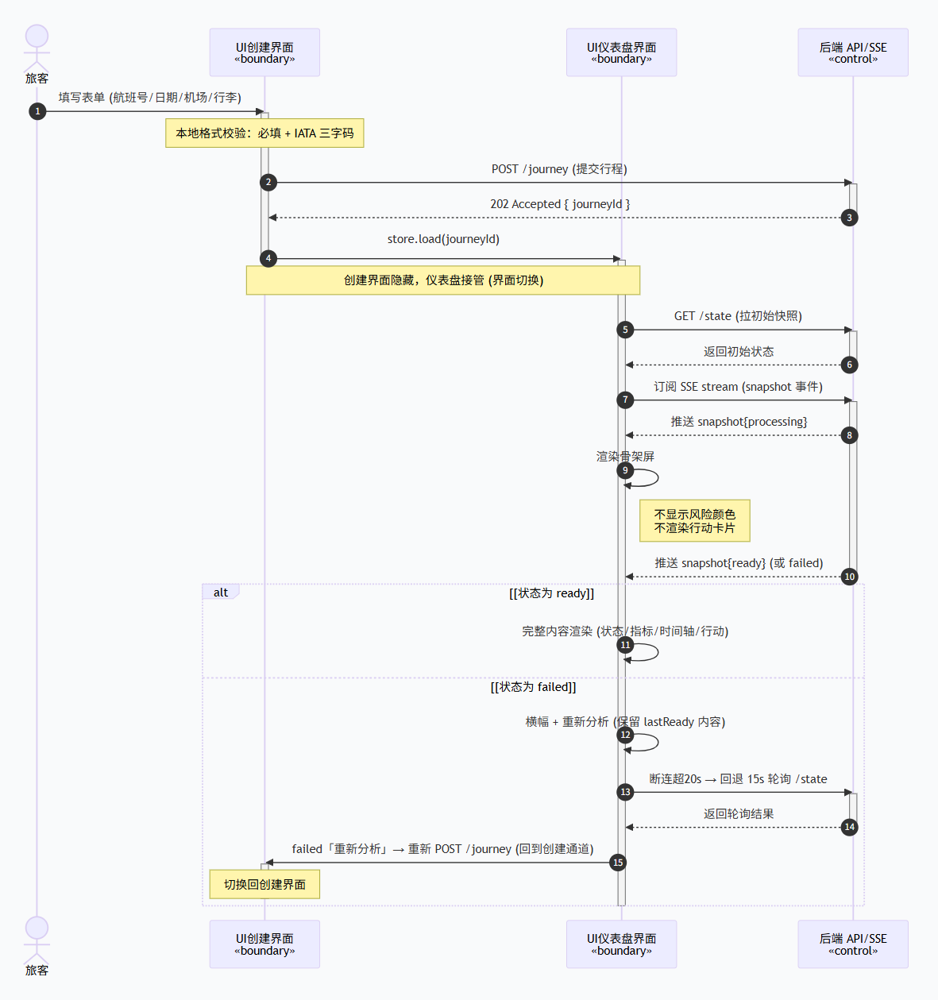 UI创建界面
«boundary»
UI仪表盘界面
«boundary»
后端 API/SSE
«control»
旅客
填写表单 (航班号/日期/机场/行李)
1
本地格式校验：必填 + IATA 三字码
POST /journey (提交行程)
2
202 Accepted { journeyId }
3
store.load(journeyId)
4
创建界面隐藏，仪表盘接管 (界面切换)
GET /state (拉初始快照)
5
返回初始状态
6
订阅 SSE stream (snapshot 事件)
7
推送 snapshot{processing}
8
渲染骨架屏
9
不显示风险颜色
不渲染行动卡片
推送 snapshot{ready} (或 failed)
10
alt
[[状态为 ready]]
完整内容渲染 (状态/指标/时间轴/行动)
11
[[状态为 failed]]
横幅 + 重新分析 (保留 lastReady 内容)
12
断连超20s → 回退 15s 轮询 /state
13
返回轮询结果
14
failed「重新分析」→ 重新 POST /journey (回到创建通道)
15
切换回创建界面
UI创建界面
«boundary»
UI仪表盘界面
«boundary»
后端 API/SSE
«control»
旅客